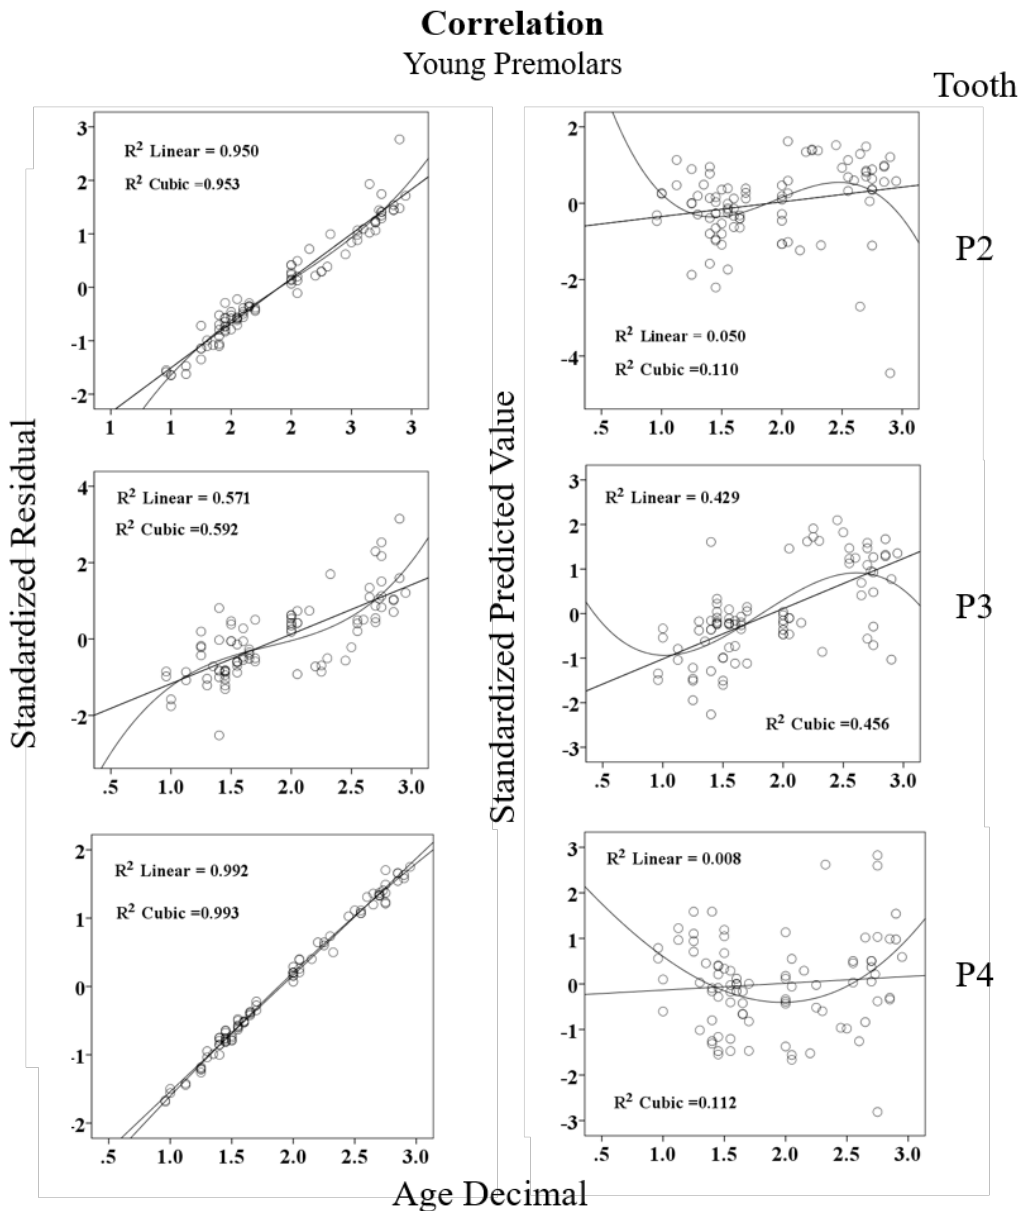 Correlation
Young Premolars
Tooth
3
2
1
0
-1
-2
R² Linear = 0.950
R² Cubic =0.953
1 1 2 2 3 3
2
0
-2
-4
R² Linear = 0.050
R² Cubic =0.110
.5 1.0 1.5 2.0 2.5 3.0
P2
Standardized Residual
4
2
0
-2
R² Linear = 0.571
R² Cubic =0.592
.5 1.0 1.5 2.0 2.5 3.0
Standardized Predicted Value
3
2
1
0
-1
-2
-3
R² Linear = 0.429
R² Cubic =0.456
.5 1.0 1.5 2.0 2.5 3.0
P3
2
1
0
-1
-2
R² Linear = 0.992
R² Cubic =0.993
.5 1.0 1.5 2.0 2.5 3.0
3
2
1
0
-1
-2
-3
R² Linear = 0.008
R² Cubic =0.112
.5 1.0 1.5 2.0 2.5 3.0
P4
Age Decimal